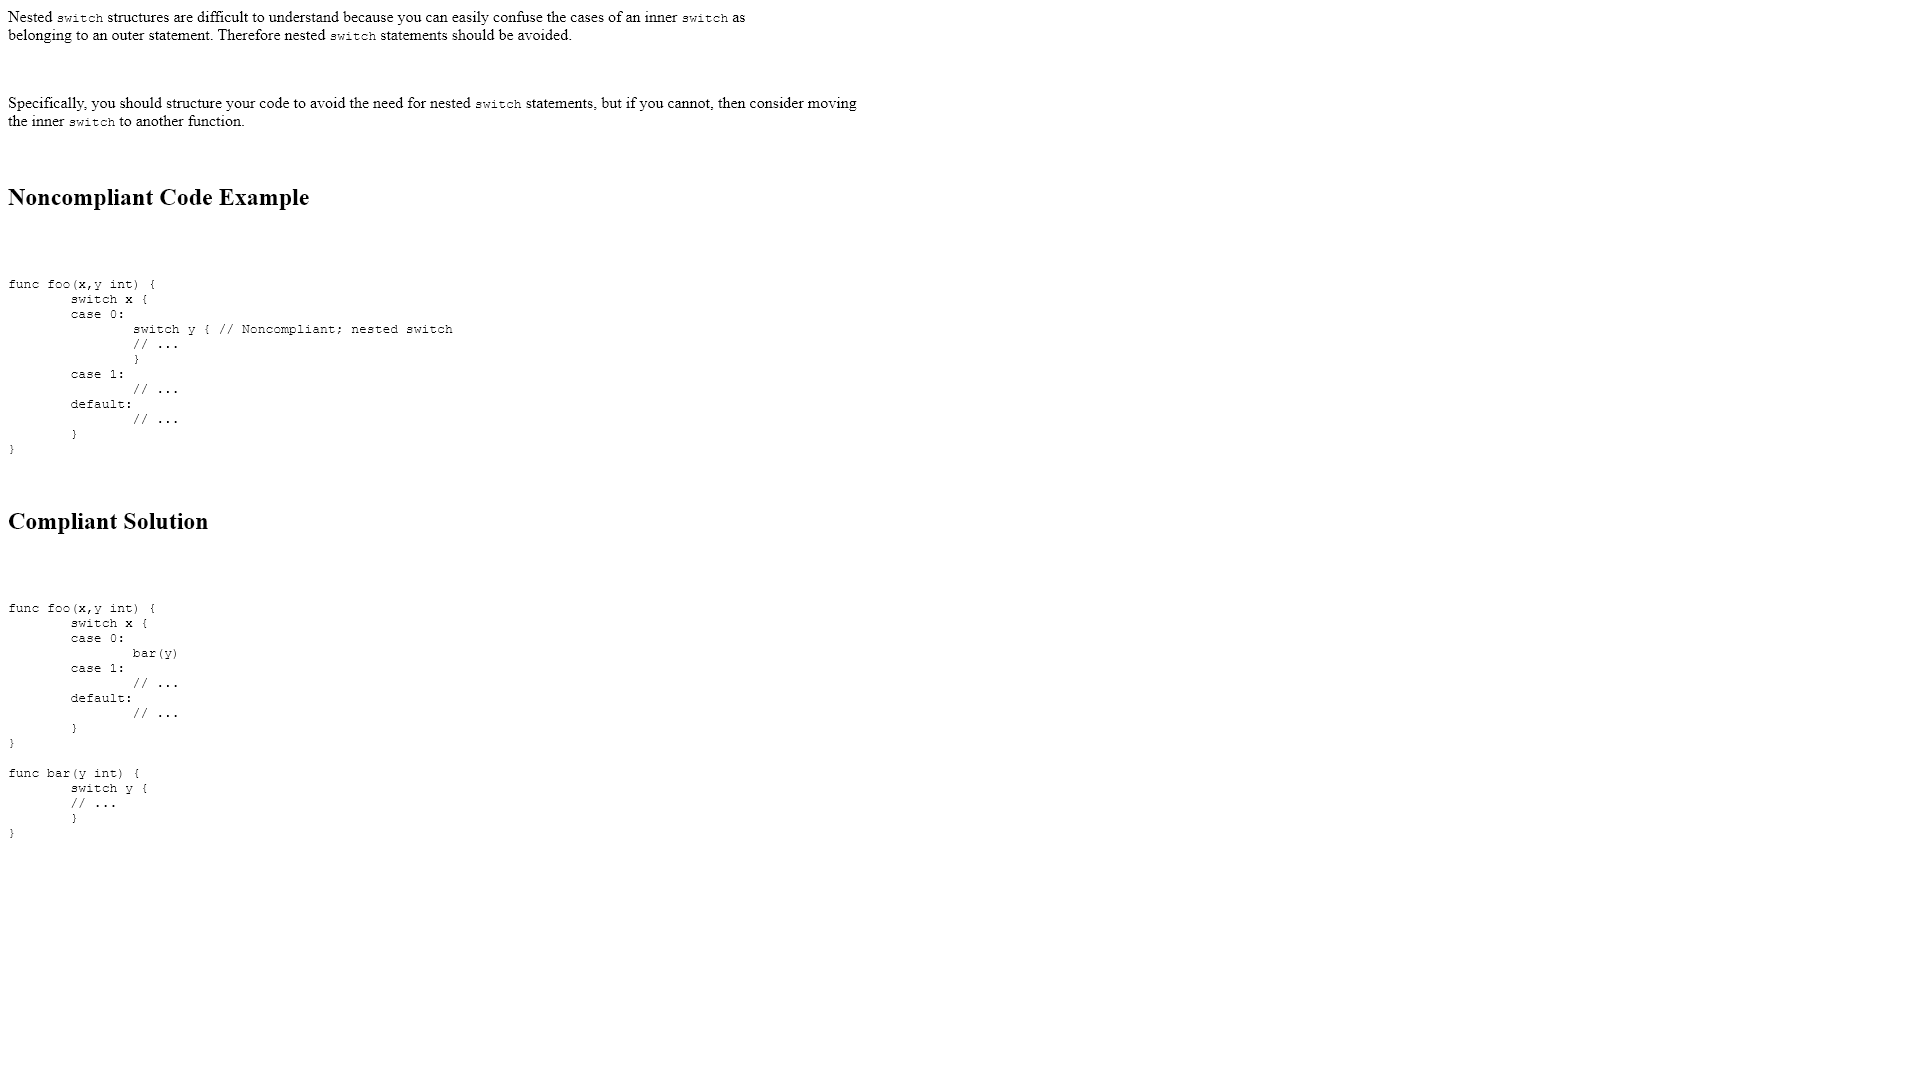 Nested switch structures are difficult to understand because you can easily confuse the cases of an inner switch as
belonging to an outer statement. Therefore nested switch statements should be avoided.
Specifically, you should structure your code to avoid the need for nested switch statements, but if you cannot, then consider moving
the inner switch to another function.
Noncompliant Code Example
func foo(x,y int) {
        switch x {
        case 0:
                switch y { // Noncompliant; nested switch
                // ...
                }
        case 1:
                // ...
        default:
                // ...
        }
}
Compliant Solution
func foo(x,y int) {
        switch x {
        case 0:
                bar(y)
        case 1:
                // ...
        default:
                // ...
        }
}
func bar(y int) {
        switch y {
        // ...
        }
}